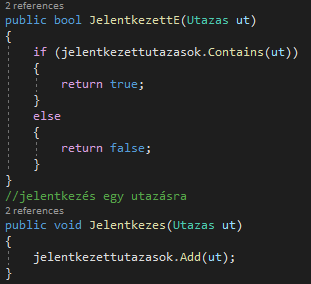 2 references
public bool JelentkezettE(Utazas ut)
{
    if (jelentkezettutazasok.Contains(ut))
    {
        return true;
    }
    else
    {
        return false;
    }
}
//jelentkezés egy utazásra
2 references
public void Jelentkezes(Utazas ut)
{
    jelentkezettutazasok.Add(ut);
}